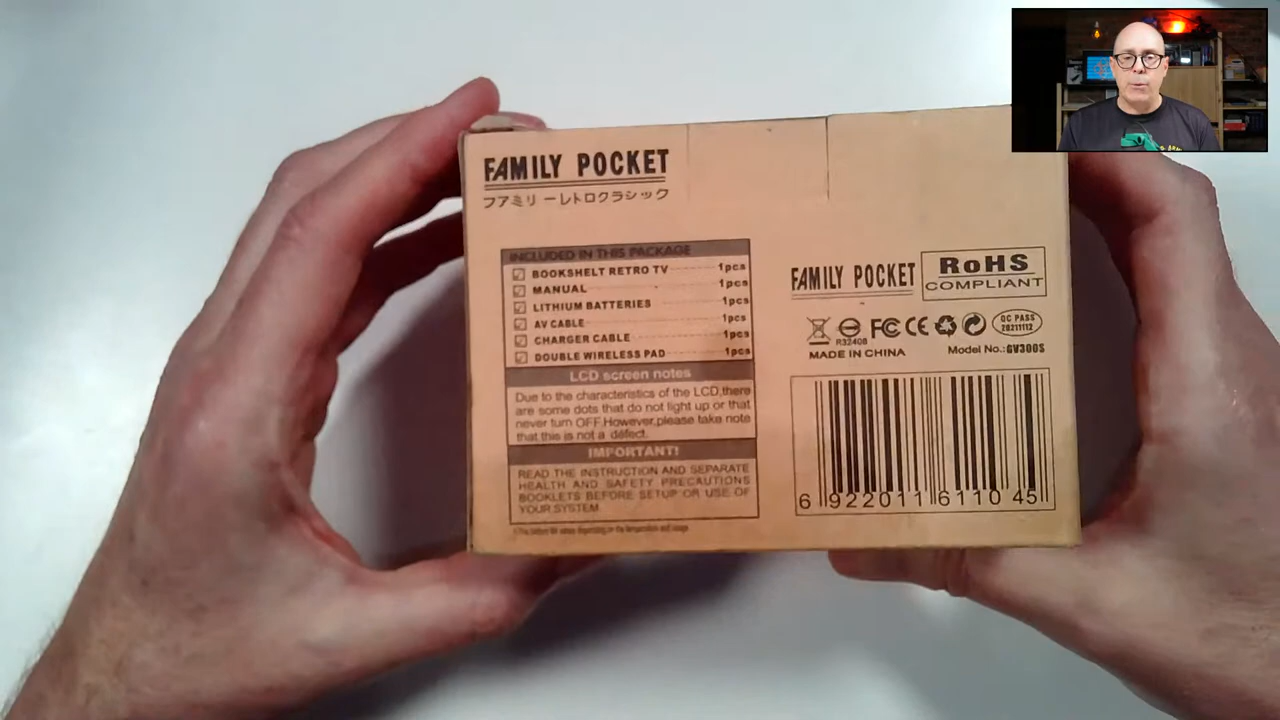 FAMILY POCKET
フアミリーレトロクラシック
INCLUDED IN THIS PACKAGE
BOOKSHELT RETRO TV 1pcs
MANUAL 1pcs
LITHIUM BATTERIES 1pcs
AV CABLE 1pcs
CHARGER CABLE 1pcs
DOUBLE WIRELESS PAD 1pcs
LCD screen notes
Due to the characteristics of the LCD,there
are some dots that do not light up or that
never turn OFF.However,please take note
that this is not a defect.
IMPORTANT!
READ THE INSTRUCTION AND SEPARATE
HEALTH AND SAFETY PRECAUTIONS
BOOKLETS BEFORE SETUP OR USE OF
YOUR SYSTEM
FAMILY POCKET
RoHS
COMPLIANT
R32408
FC CE
QC PASS
20211112
MADE IN CHINA
Model No.:GV300S
6 922011 611045